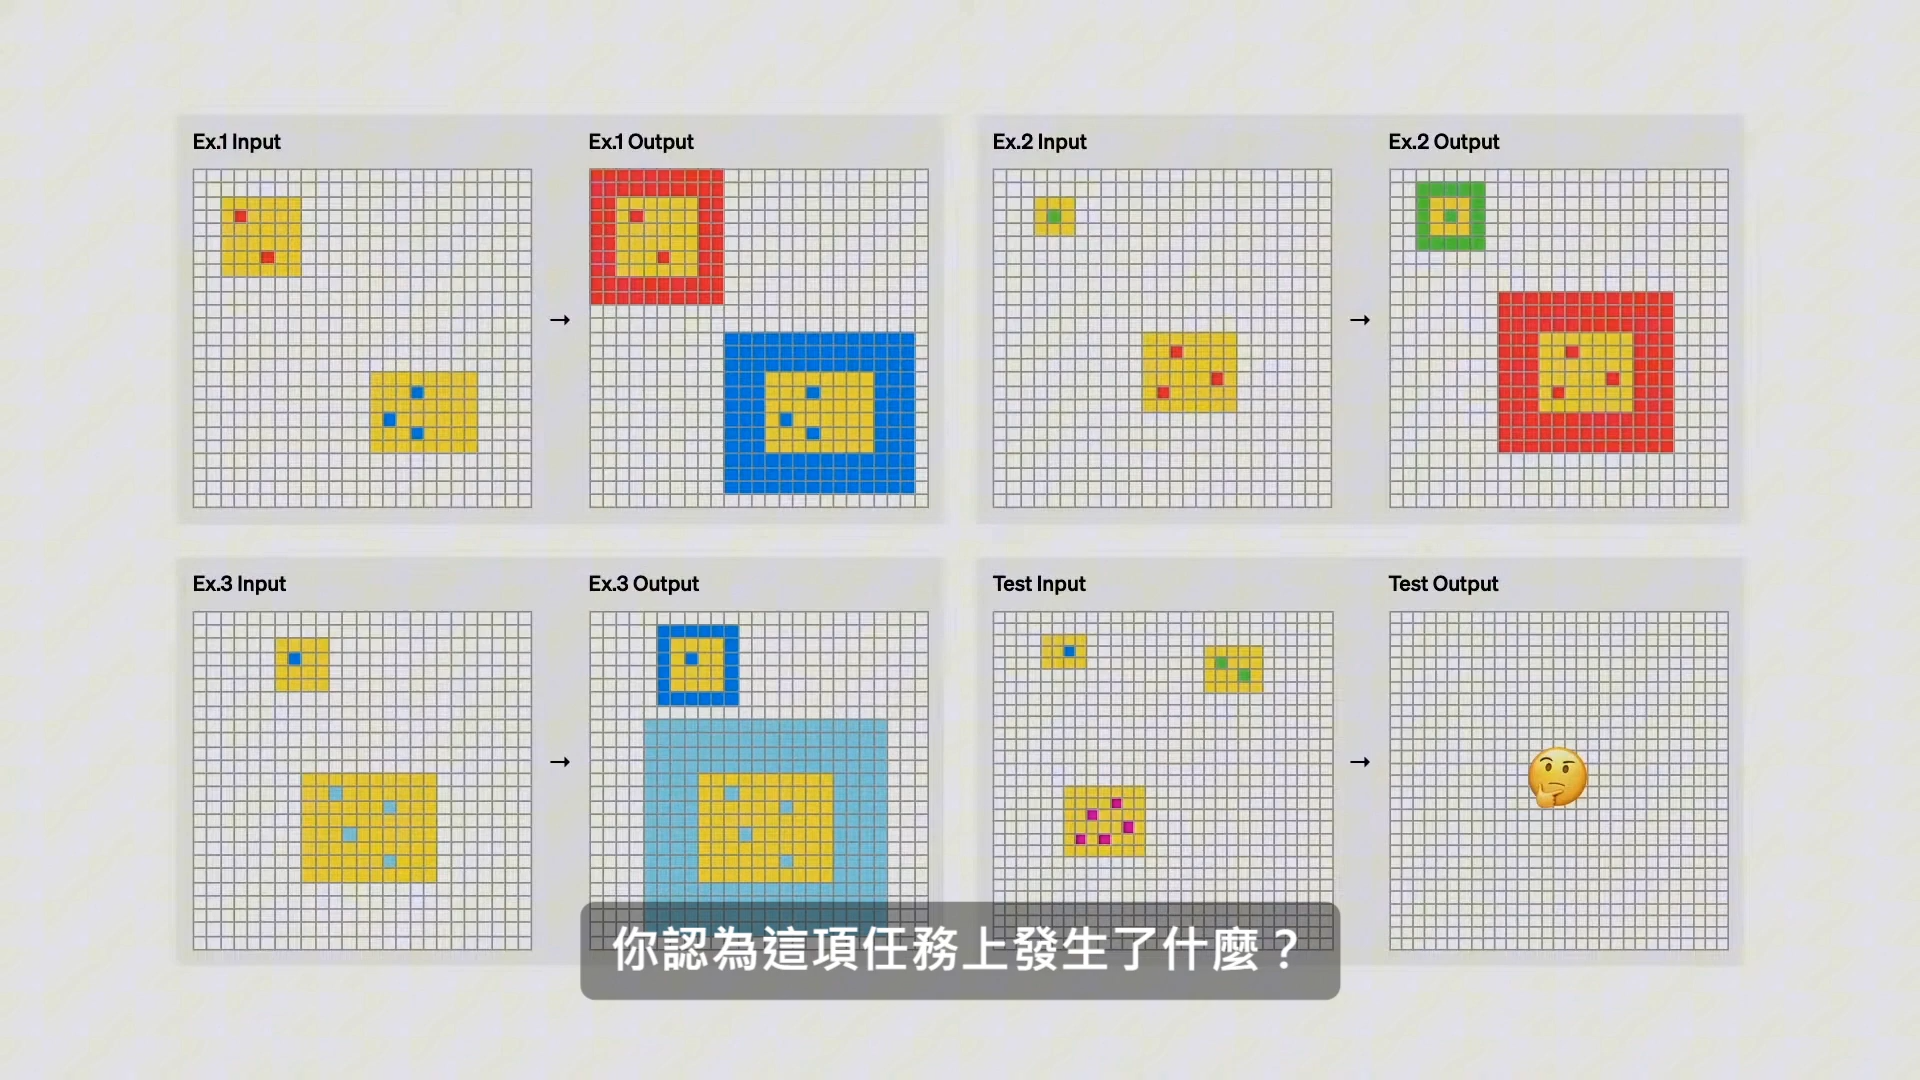 Ex.1 Input
Ex.1 Output
Ex.2 Input
Ex.2 Output
Ex.3 Input
Ex.3 Output
Test Input
Test Output
你認為這項任務上發生了什麼？